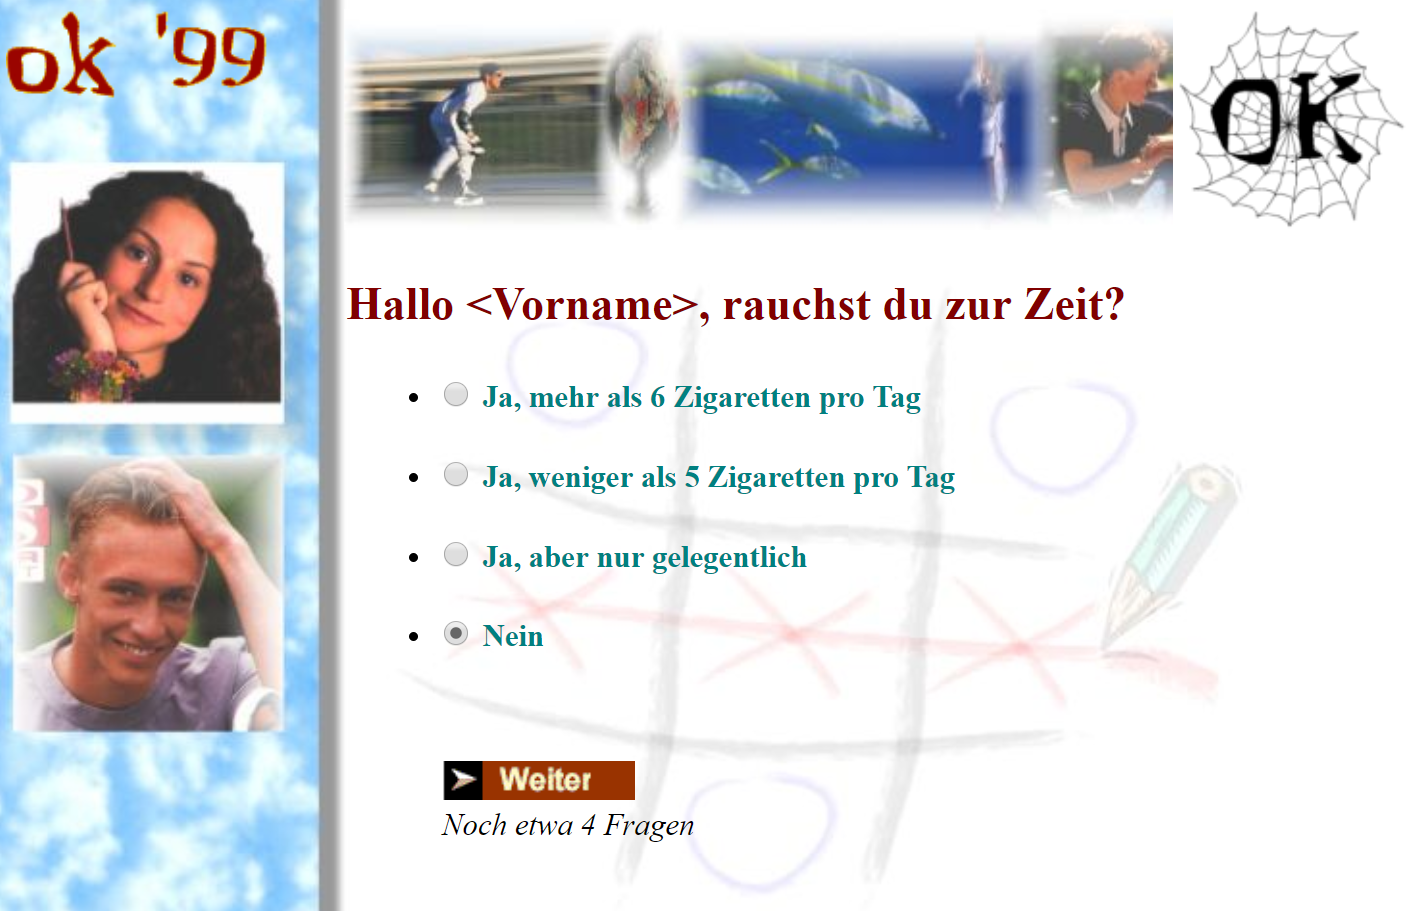 ok '99
OK
Hallo <Vorname>, rauchst du zur Zeit?
Ja, mehr als 6 Zigaretten pro Tag
Ja, weniger als 5 Zigaretten pro Tag
Ja, aber nur gelegentlich
Nein
Weiter
Noch etwa 4 Fragen